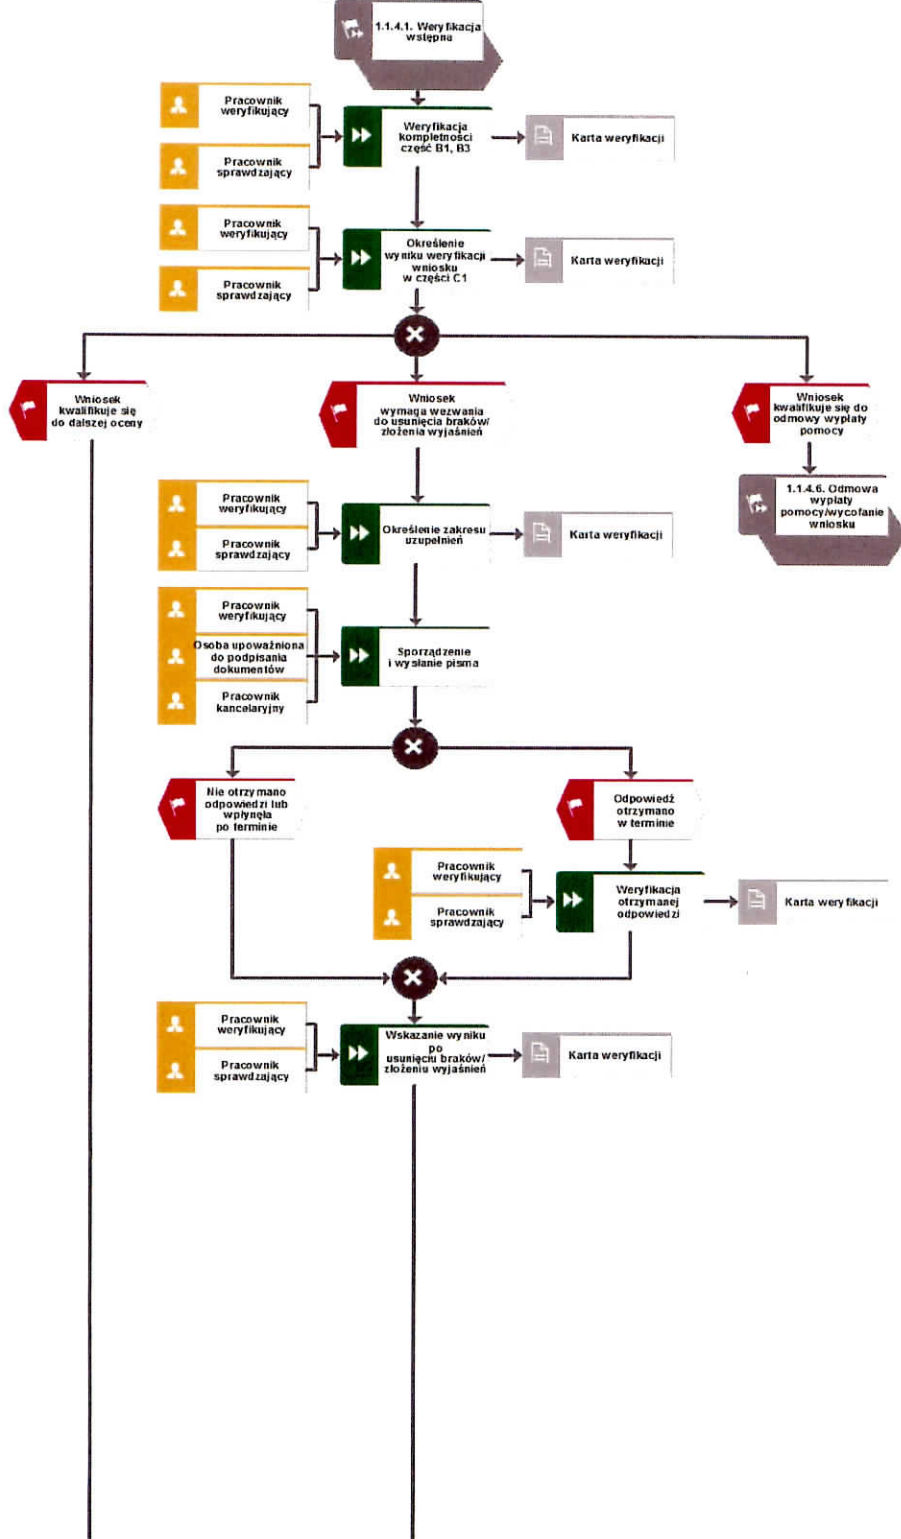 1.1.4.1. Weryfikacja
wstępna
Pracownik
weryfikujący
Weryfikacja
kompletności
część B1, B3
Karta weryfikacji
Pracownik
sprawdzający
Pracownik
weryfikujący
Określenie
wyniku weryfikacji
wniosku
w części C1
Karta weryfikacji
Pracownik
sprawdzający
Wniosek
kwalifikuje się
do dalszej oceny
Wniosek
wymaga wezwania
do usunięcia braków/
złożenia wyjaśnień
Wniosek
kwalifikuje się do
odmowy wypłaty
pomocy
1.1.4.6. Odmowa
wypłaty
pomocy/wycofanie
wniosku
Pracownik
weryfikujący
Pracownik
sprawdzający
Określenie zakresu
uzupełnień
Karta weryfikacji
Pracownik
weryfikujący
Osoba upoważniona
do podpisania
dokumentów
Pracownik
kancelaryjny
Sporządzenie
i wysłanie pisma
Nie otrzymano
odpowiedzi lub
wpłynęła
po terminie
Odpowiedź
otrzymano
w terminie
Pracownik
weryfikujący
Pracownik
sprawdzający
Weryfikacja
otrzymanej
odpowiedzi
Karta weryfikacji
Pracownik
weryfikujący
Pracownik
sprawdzający
Wskazanie wyniku
po
usunięciu braków/
złożeniu wyjaśnień
Karta weryfikacji